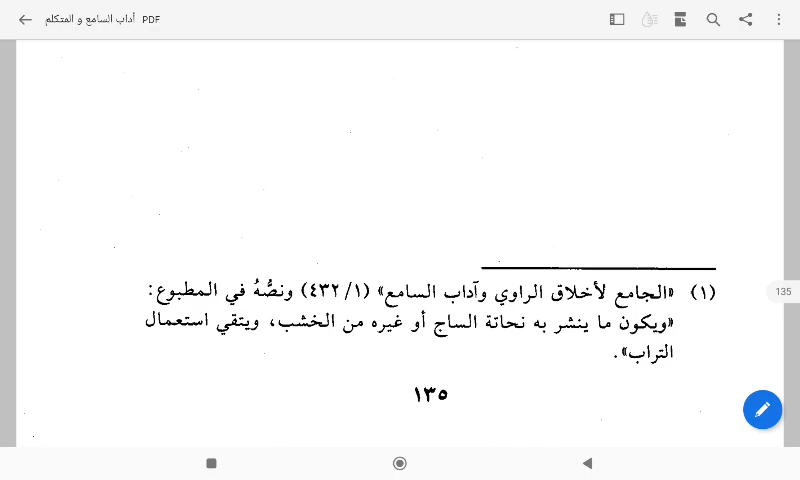 أداب السامع و المتكلم PDF
(١) «الجامع لأخلاق الراوي وآداب السامع» (٤٣٢/١) ونصُّهُ في المطبوع:
«ويكون ما ينشر به نحاتة الساج أو غيره من الخشب، ويتقي استعمال
التراب».
135
١٣٥